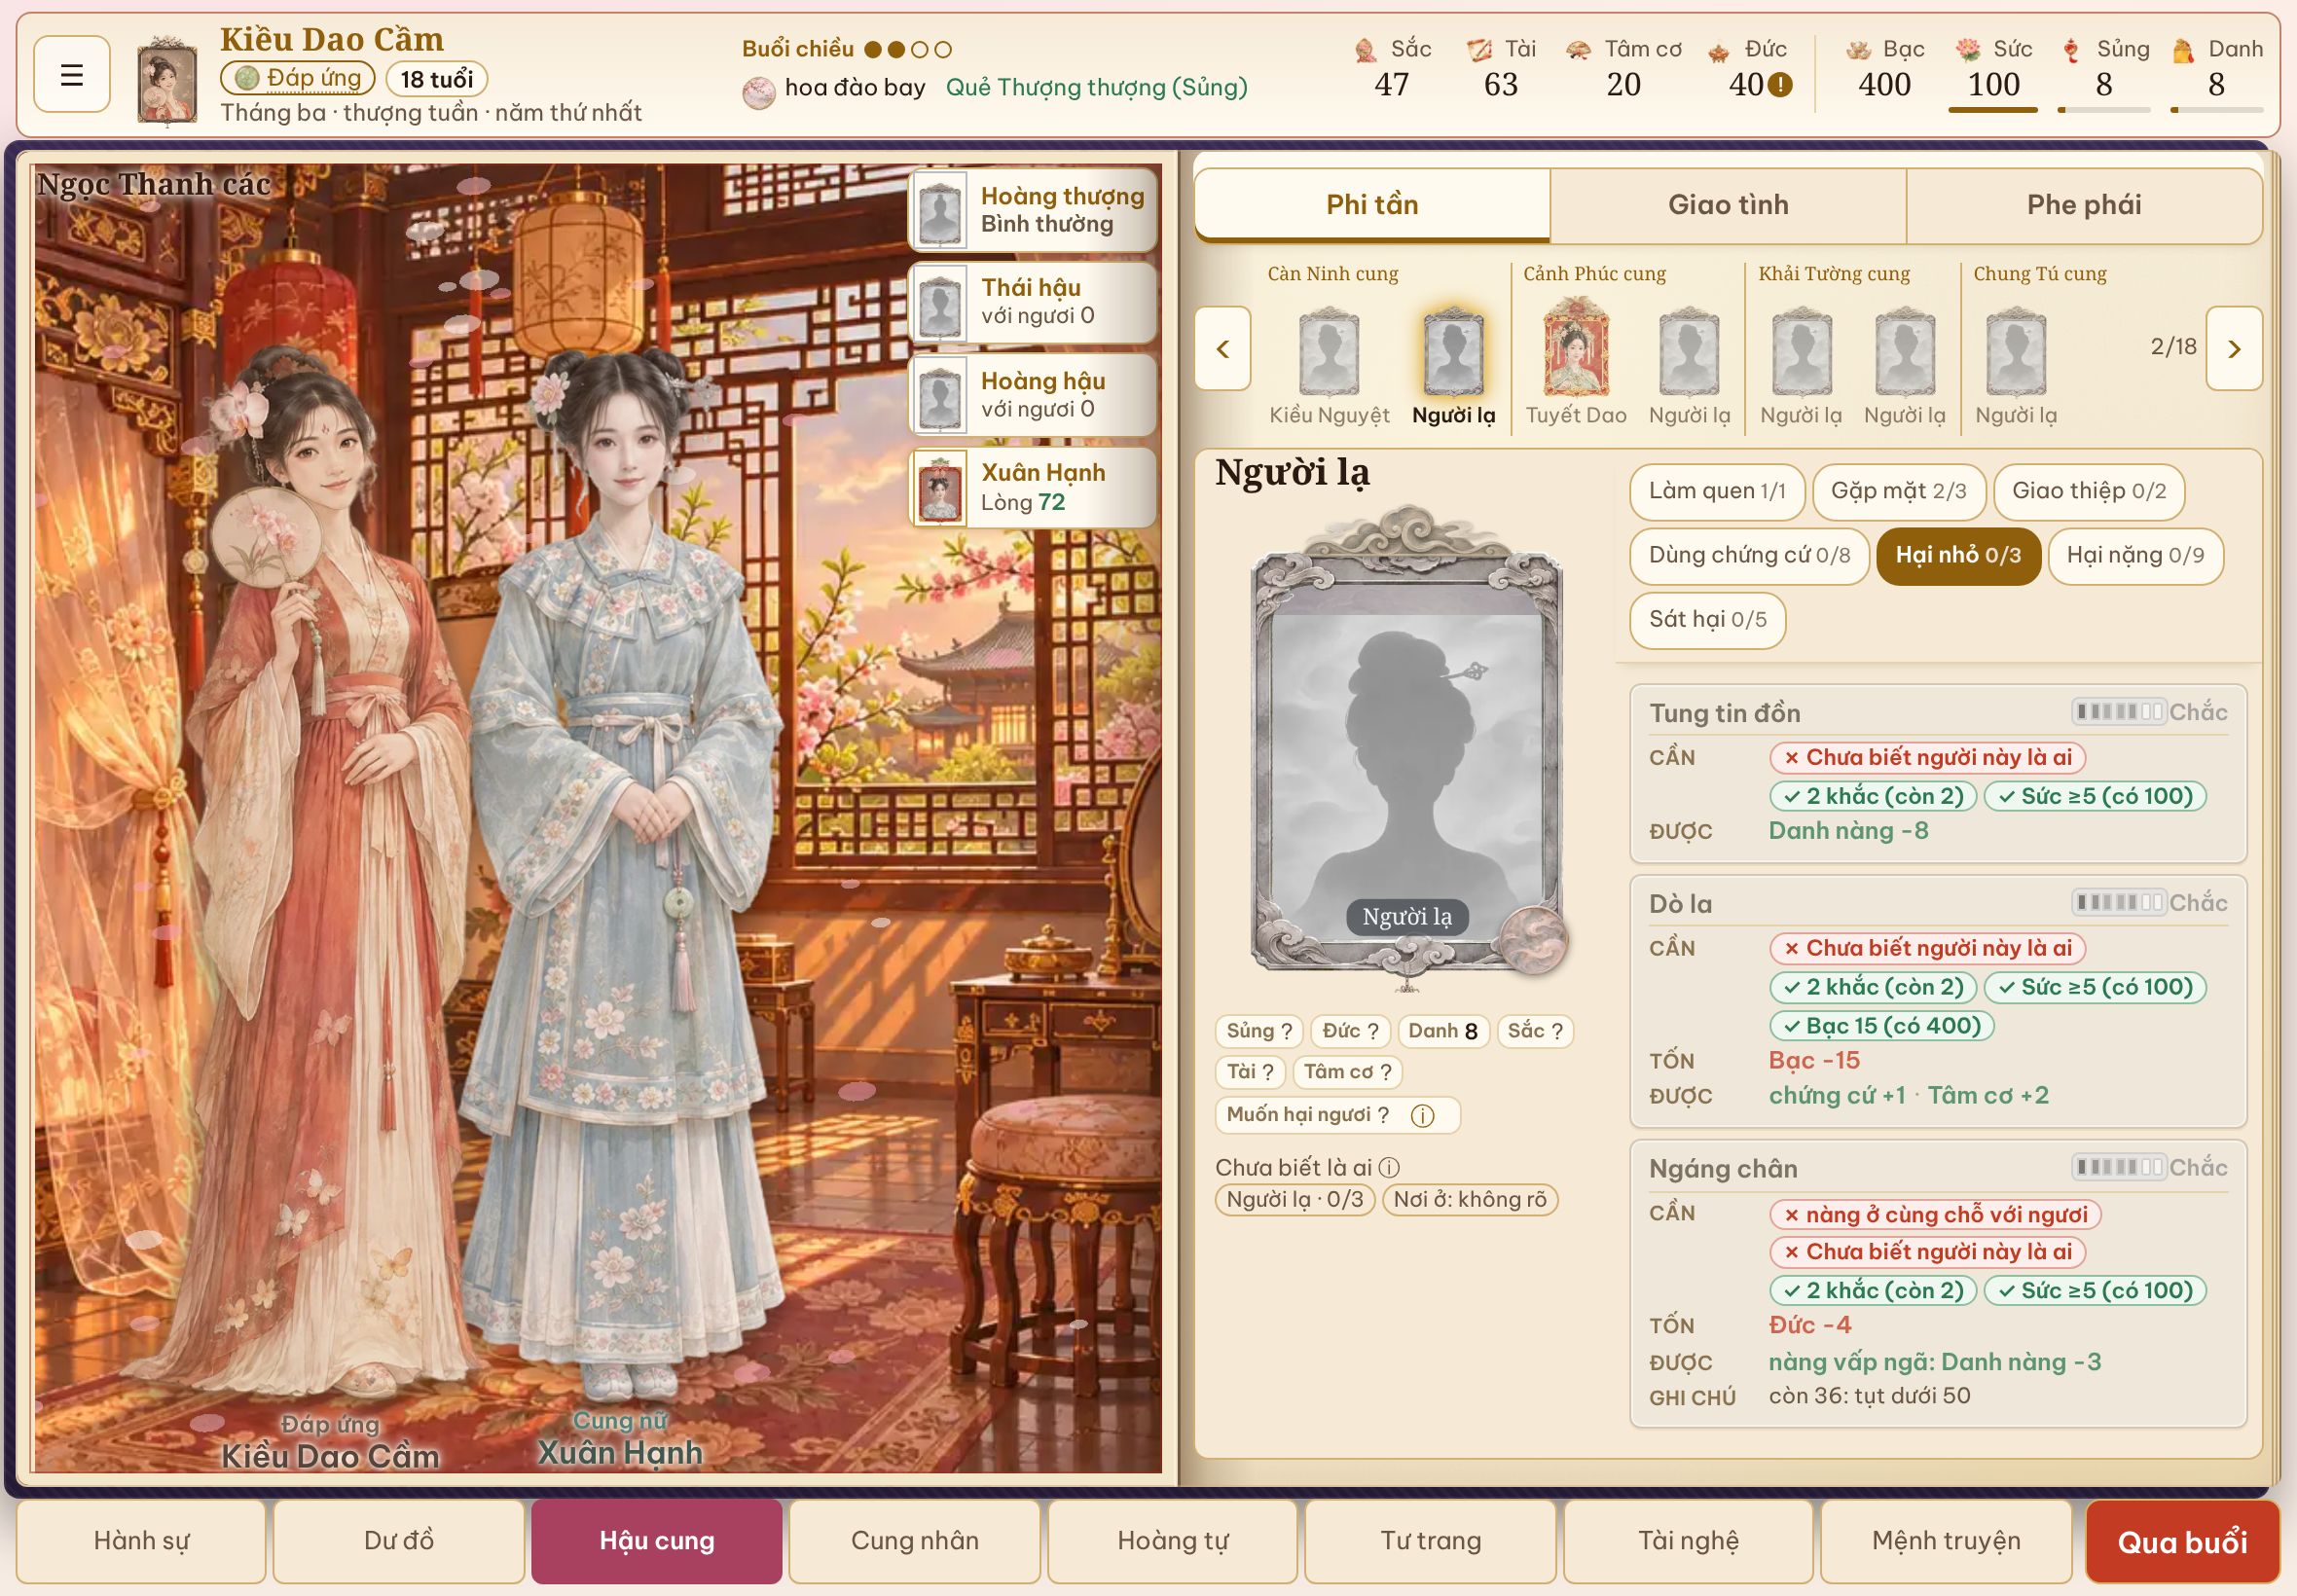 ☰
Kiều Dao Cầm
Đáp ứng
18 tuổi
Tháng ba · thượng tuần · năm thứ nhất
Buổi chiều
hoa đào bay Quẻ Thượng thượng (Sủng)
Sắc
47
Tài
63
Tâm cơ
20
Đức
40 !
Bạc
400
Sức
100
Sủng
8
Danh
8
Ngọc Thanh các
Hoàng thượng
Bình thường
Thái hậu
với ngươi 0
Hoàng hậu
với ngươi 0
Xuân Hạnh
Lòng 72
Đáp ứng
Kiều Dao Cầm
Cung nữ
Xuân Hạnh
Phi tần
Giao tình
Phe phái
Càn Ninh cung
Cảnh Phúc cung
Khải Tường cung
Chung Tú cung
‹
Kiều Nguyệt
Người lạ
Tuyết Dao
Người lạ
Người lạ
Người lạ
Người lạ
2/18
›
Người lạ
Người lạ
Sủng ? Đức ? Danh 8 Sắc ?
Tài ? Tâm cơ ?
Muốn hại ngươi ? ⓘ
Chưa biết là ai ⓘ
Người lạ · 0/3 Nơi ở: không rõ
Làm quen 1/1 Gặp mặt 2/3 Giao thiệp 0/2
Dùng chứng cứ 0/8 Hại nhỏ 0/3 Hại nặng 0/9
Sát hại 0/5
Tung tin đồn Chắc
CẦN × Chưa biết người này là ai
✓ 2 khắc (còn 2) ✓ Sức ≥5 (có 100)
ĐƯỢC Danh nàng -8
Dò la Chắc
CẦN × Chưa biết người này là ai
✓ 2 khắc (còn 2) ✓ Sức ≥5 (có 100)
✓ Bạc 15 (có 400)
TỐN Bạc -15
ĐƯỢC chứng cứ +1 · Tâm cơ +2
Ngáng chân Chắc
CẦN × nàng ở cùng chỗ với ngươi
× Chưa biết người này là ai
✓ 2 khắc (còn 2) ✓ Sức ≥5 (có 100)
TỐN Đức -4
ĐƯỢC nàng vấp ngã: Danh nàng -3
GHI CHÚ còn 36: tụt dưới 50
Hành sự
Dư đồ
Hậu cung
Cung nhân
Hoàng tự
Tư trang
Tài nghệ
Mệnh truyện
Qua buổi